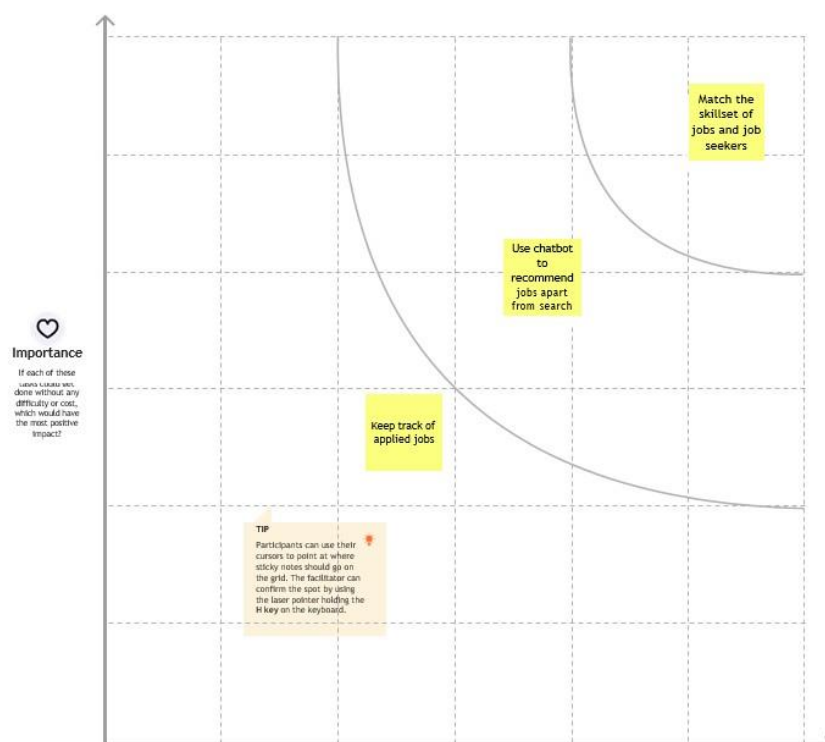 Match the
skillset of
jobs and job
seekers
Use chatbot
to
recommend
jobs apart
from search
Importance
If each of these
tasks could get
done without any
difficulty or cost,
which would have
the most positive
impact?
Keep track of
applied jobs
TIP
Participants can use their
cursors to point at where
sticky notes should go on
the grid. The facilitator can
confirm the spot by using
the laser pointer holding the
H key on the keyboard.